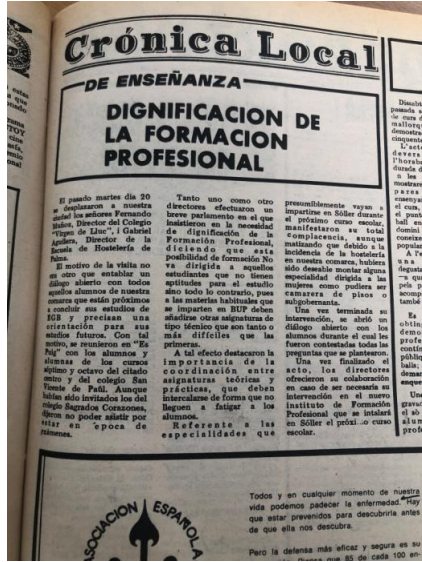 Crónica Local
DE ENSEÑANZA
DIGNIFICACION DE
LA FORMACION
PROFESIONAL
El pasado martes día 20
se desplazaron a nuestra
ciudad los señores Fernando
Muños, Director del Colegio
"Virgen de Lluc", i Gabriel
Aguilera, Director de la
Escuela de Hostelería de
Palma.
El motivo de la visita no
era otro que entablar un
diálogo abierto con todos
aquellos alumnos de nuestra
comarca que están próximos
a concluir sus estudios de
EGB y precisan una
orientación para sus
estudios futuros. Con tal
motivo, se reunieron en "Es
Puig" con los alumnos y
alumnas de los cursos
séptimo y octavo del citado
centro y del colegio San
Vicente de Paúl. Aunque
habían sido invitados los del
colegio Sagrados Corazones,
dijeron no poder asistir por
estar en época de
exámenes.
Tanto uno como otro
directores efectuaron un
breve parlamento en el que
insistieron en la necesidad
de dignificación de la
Formación Profesional,
diciendo que esta
posibilidad de formación No
va dirigida a aquellos
estudiantes que no tienen
aptitudes para el estudio
sino todo lo contrario, pues
a las materias habituales que
se imparten en BUP deben
añadirse otras asignaturas de
tipo técnico que son tanto o
más difíciles que las
primeras.
A tal efecto destacaron la
importancia de la
coordinación entre
asignaturas teóricas y
prácticas, que deben
intercalarse de forma que no
lleguen a fatigar a los
alumnos.
Referente a las
especialidades que
presumiblemente vayan a
impartirse en Sóller durante
el próximo curso escolar,
manifestaron su total
complacencia, aunque
matizando que debido a la
incidencia de la hostelería
en nuestra comarca, hubiera
sido deseable montar alguna
especialidad dirigida a las
mujeres como pudiera ser
camarera de pisos o
subgobernanta.
Una vez terminada su
intervención, se abrió un
diálogo abierto con los
alumnos durante el cual les
fueron contestadas todas las
preguntas que se plantearon.
Una vez finalizado el
acto, los directores
ofrecieron su colaboración
en caso de ser necesaria su
intervención en el nuevo
Instituto de Formación
Profesional que se intalará
en Sóller el próximo curso
escolar.
ASOCIACION ESPAÑOLA
Todos y en cualquier momento de nuestra
vida podemos padecer la enfermedad. Hay
que estar prevenidos para descubrirla antes
de que ella nos descubra.
Pero la defensa más eficaz y segura es su
que 85 de cada 100 en-